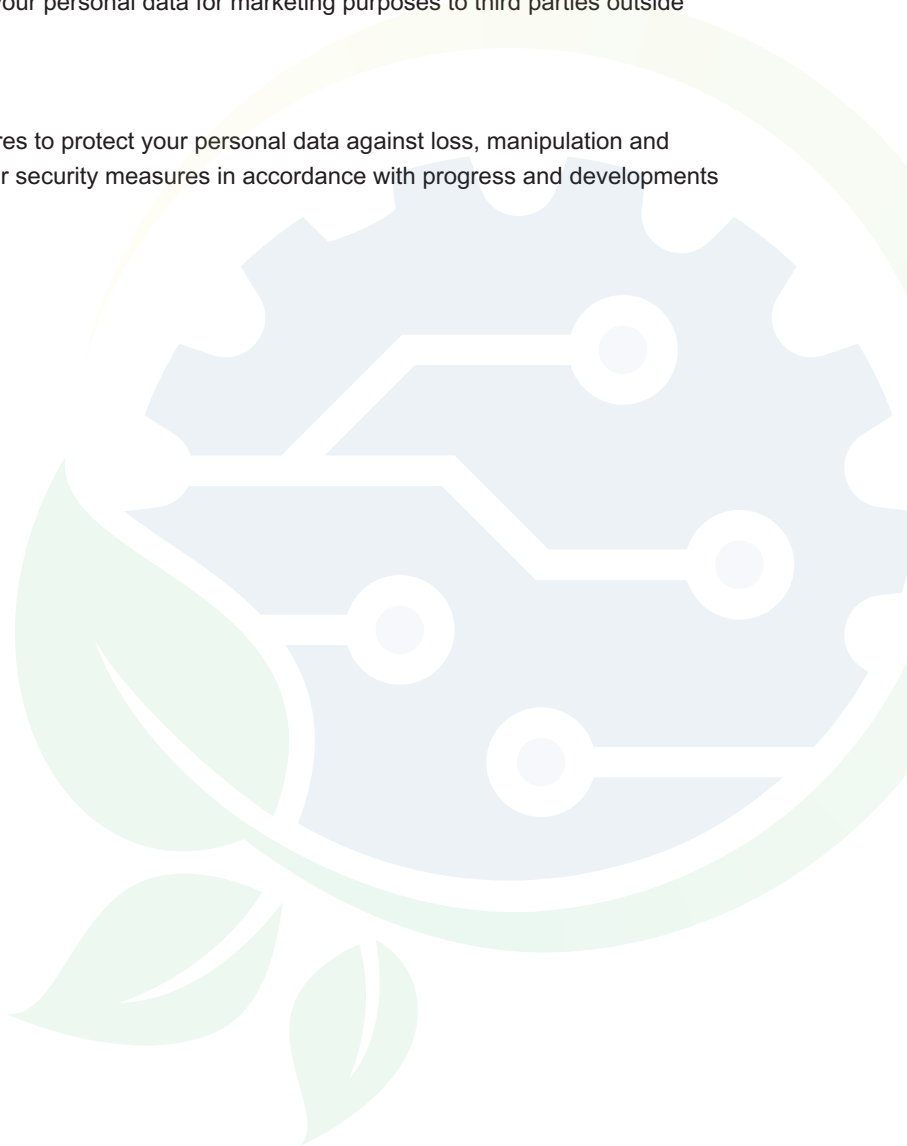 your personal data for marketing purposes to third parties outside
res to protect your personal data against loss, manipulation and
r security measures in accordance with progress and developments